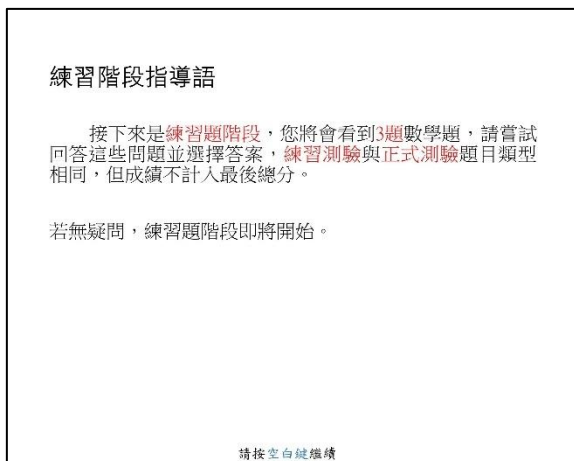 練習階段指導語
接下來是練習題階段，您將會看到3題數學題，請嘗試
回答這些問題並選擇答案，練習測驗與正式測驗題目類型
相同，但成績不計入最後總分。
若無疑問，練習題階段即將開始。
請按空白鍵繼續